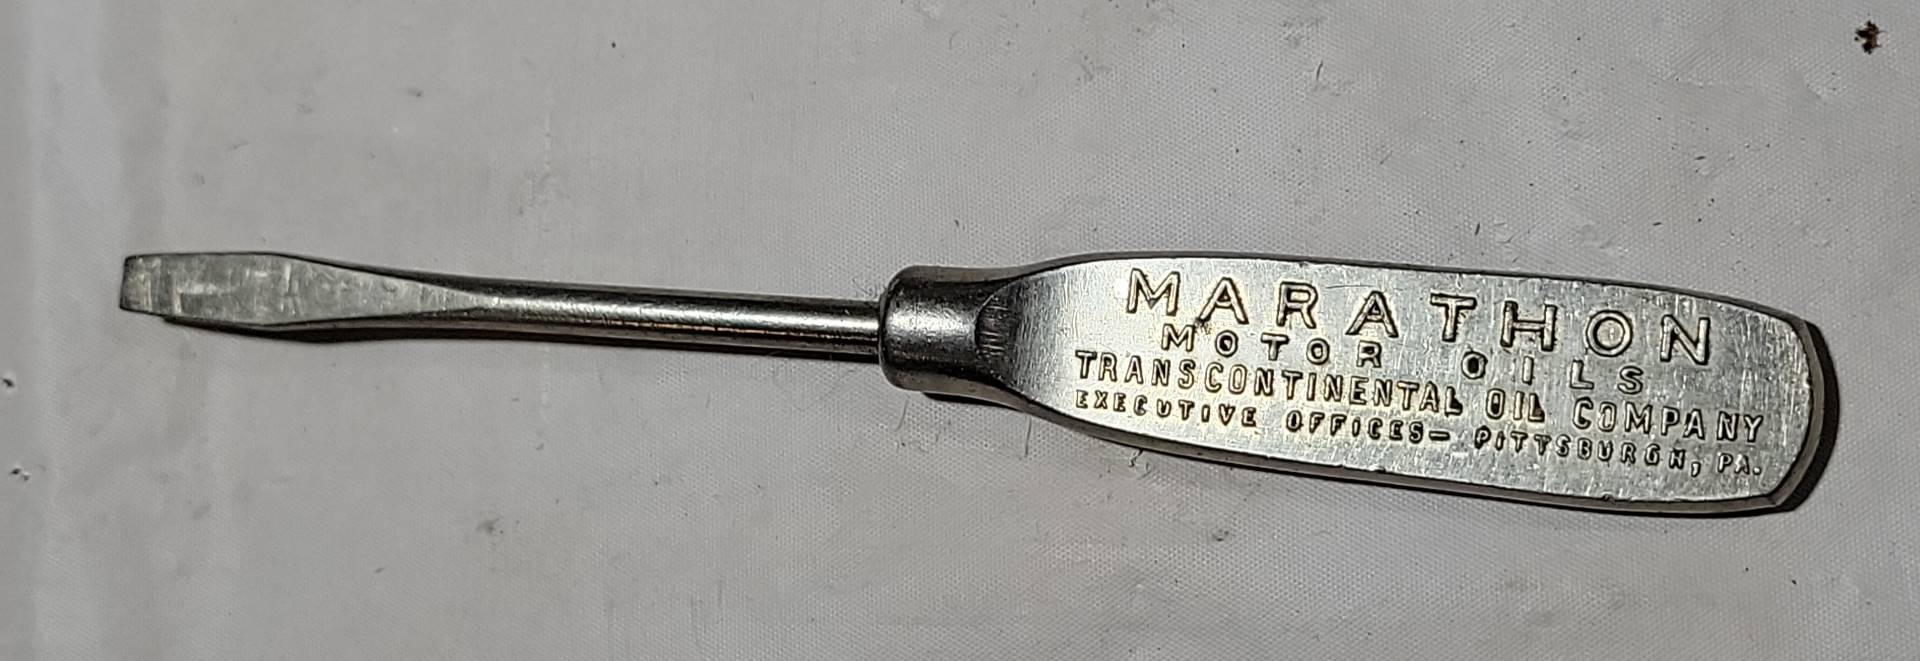 MARATHON
MOTOR OILS
TRANSCONTINENTAL OIL COMPANY
EXECUTIVE OFFICES— PITTSBURGH, PA.